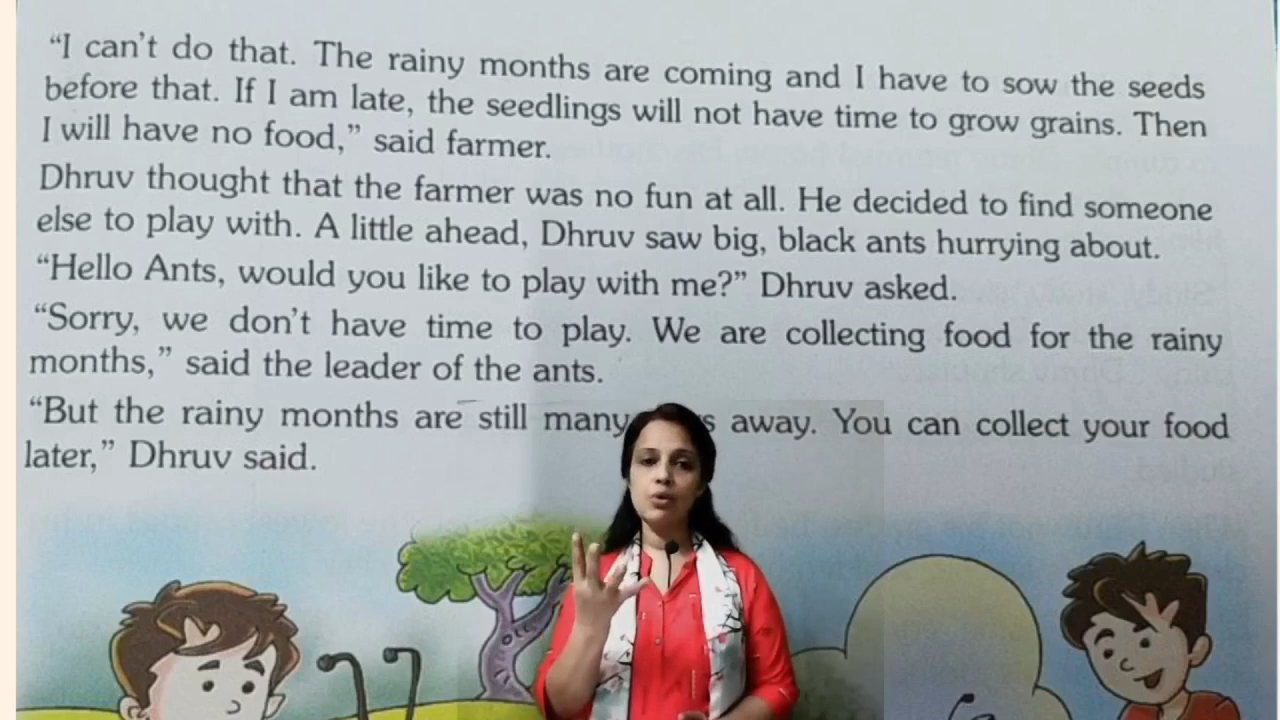 “I can’t do that. The rainy months are coming and I have to sow the seeds
before that. If I am late, the seedlings will not have time to grow grains. Then
I will have no food,” said farmer.
Dhruv thought that the farmer was no fun at all. He decided to find someone
else to play with. A little ahead, Dhruv saw big, black ants hurrying about.
“Hello Ants, would you like to play with me?” Dhruv asked.
“Sorry, we don’t have time to play. We are collecting food for the rainy
months,” said the leader of the ants.
“But the rainy months are still many away. You can collect your food
later,” Dhruv said.